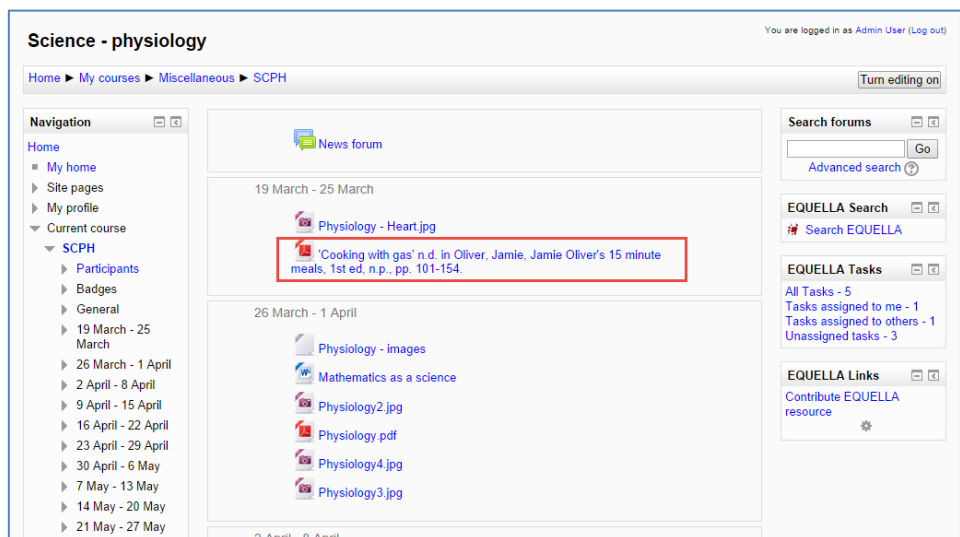 Science - physiology
You are logged in as Admin User (Log out)
Home ► My courses ► Miscellaneous ► SCPH
Turn editing on
Navigation
Home
My home
Site pages
My profile
Current course
SCPH
Participants
Badges
General
19 March - 25
March
26 March - 1 April
2 April - 8 April
9 April - 15 April
16 April - 22 April
23 April - 29 April
30 April - 6 May
7 May - 13 May
14 May - 20 May
21 May - 27 May
News forum
19 March - 25 March
Physiology - Heart.jpg
'Cooking with gas' n.d. in Oliver, Jamie, Jamie Oliver's 15 minute
meals, 1st ed, n.p., pp. 101-154.
26 March - 1 April
Physiology - images
Mathematics as a science
Physiology2.jpg
Physiology.pdf
Physiology4.jpg
Physiology3.jpg
2 April - 8 April
Search forums
Go
Advanced search
EQUELLA Search
Search EQUELLA
EQUELLA Tasks
All Tasks - 5
Tasks assigned to me - 1
Tasks assigned to others - 1
Unassigned tasks - 3
EQUELLA Links
Contribute EQUELLA
resource